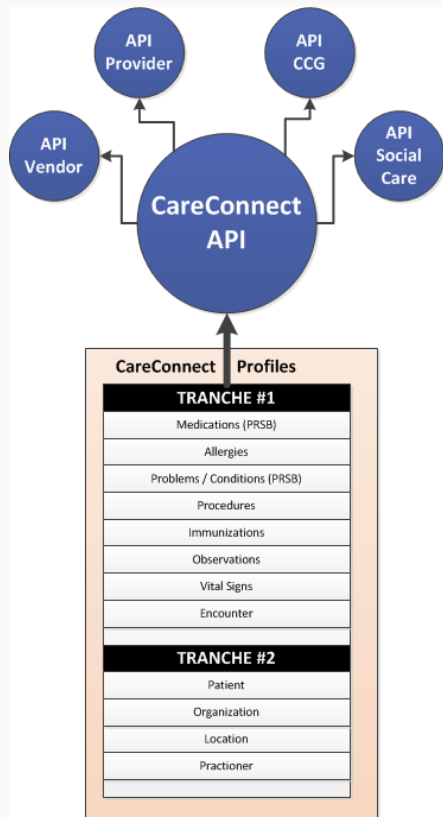 API
Provider
API
CCG
API
Vendor
API
Social
Care
CareConnect
API
CareConnect Profiles
TRANCHE #1
Medications (PRSB)
Allergies
Problems / Conditions (PRSB)
Procedures
Immunizations
Observations
Vital Signs
Encounter
TRANCHE #2
Patient
Organization
Location
Practioner